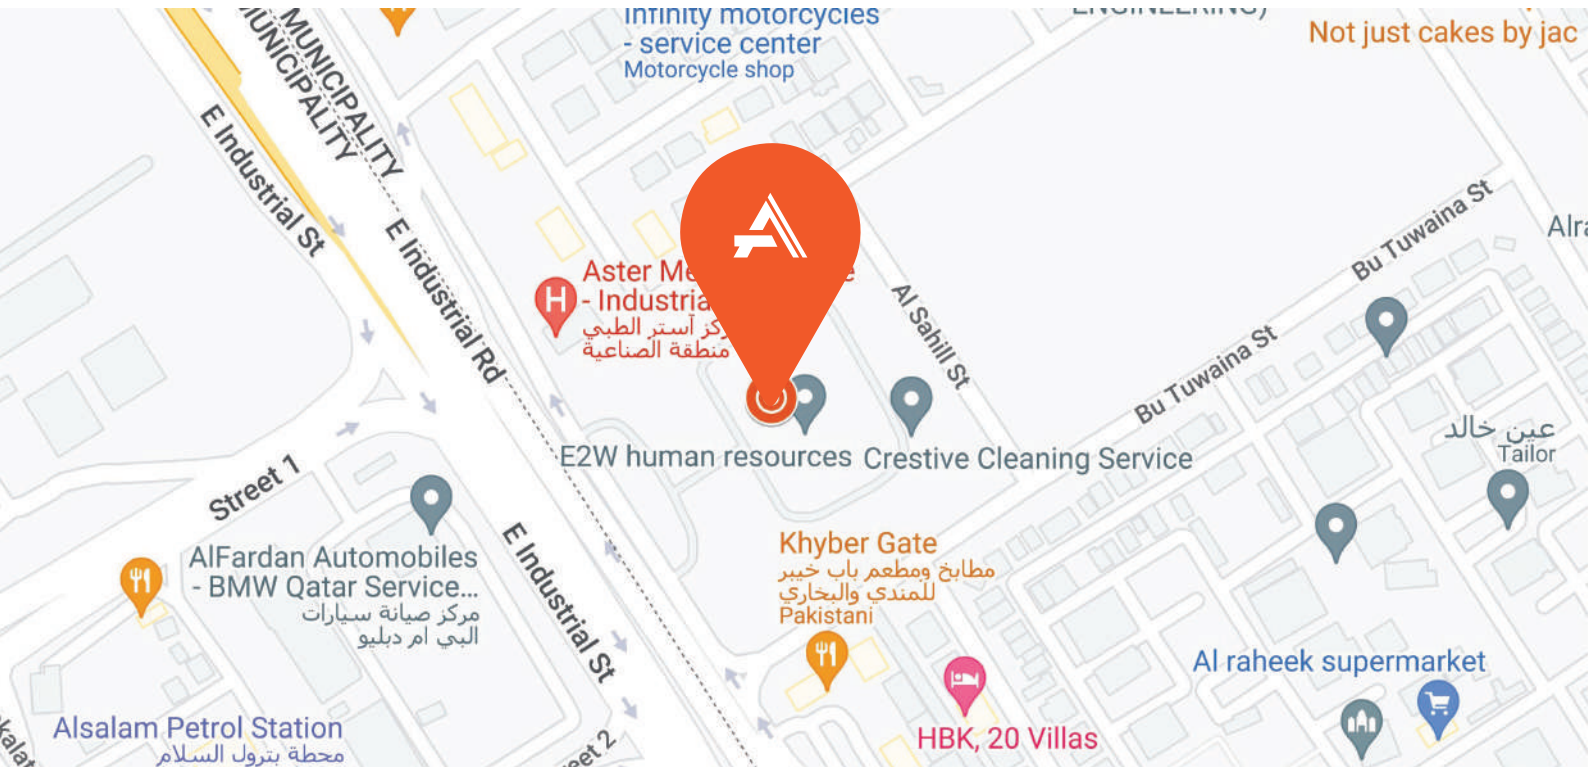 Infinity motorcycles
- service center
Motorcycle shop
ENGINEERING)
Not just cakes by jac
MUNICIPALITY
MUNICIPALITY
E Industrial St
E Industrial Rd
Bu Tuwaina St
Aster
- Industria
آستر الطبي
منطقة الصناعية
Al Sahill St
Bu Tuwaina St
عين خالد
Tailor
E2W human resources
Crestive Cleaning Service
Street 1
AlFardan Automobiles
- BMW Qatar Service...
مركز صيانة سيارات
البي ام دبليو
E Industrial St
Khyber Gate
مطابخ ومطعم باب خيبر
للمندي والبخاري
Pakistani
Al raheek supermarket
HBK, 20 Villas
Alsalam Petrol Station
محطة بترول السلام